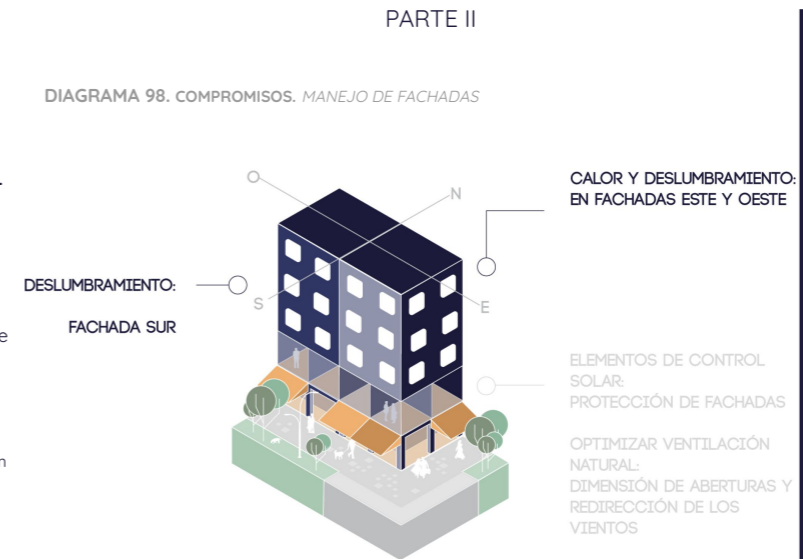 PARTE II
DIAGRAMA 98. COMPROMISOS. MANEJO DE FACHADAS
O
N
S
E
CALOR Y DESLUMBRAMIENTO:
EN FACHADAS ESTE Y OESTE
DESLUMBRAMIENTO:
FACHADA SUR
e
ELEMENTOS DE CONTROL
SOLAR:
PROTECCIÓN DE FACHADAS
OPTIMIZAR VENTILACIÓN
NATURAL:
DIMENSIÓN DE ABERTURAS Y
REDIRECCIÓN DE LOS
VIENTOS